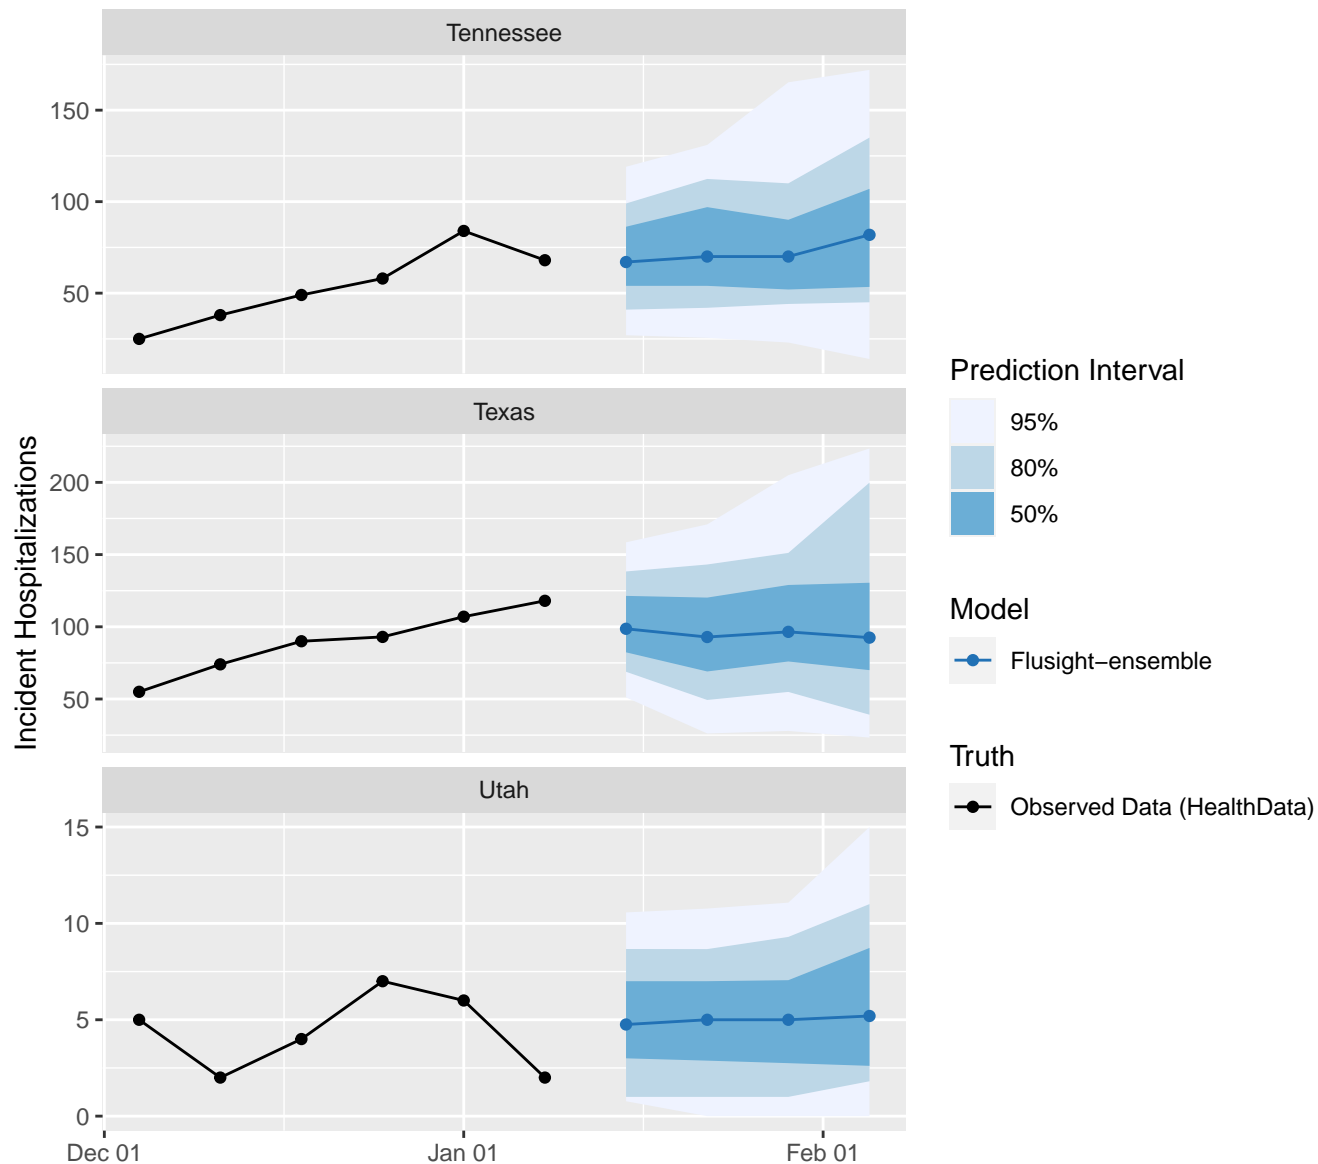 Tennessee
150
100
50
Texas
200
150
100
50
Utah
15
10
5
0
Dec 01
Jan 01
Feb 01
Incident Hospitalizations
Prediction Interval
95%
80%
50%
Model
Flusight−ensemble
Truth
Observed Data (HealthData)